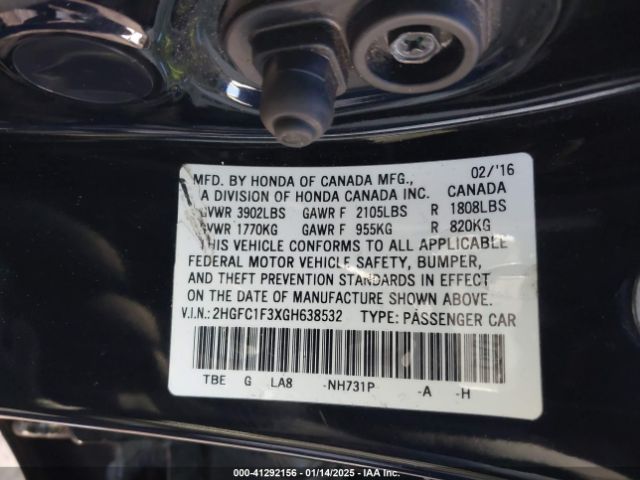 MFD. BY HONDA OF CANADA MFG., 02/'16
A DIVISION OF HONDA CANADA INC. CANADA
GVWR 3902LBS GAWR F 2105LBS R 1808LBS
GVWR 1770KG GAWR F 955KG R 820KG
THIS VEHICLE CONFORMS TO ALL APPLICABLE
FEDERAL MOTOR VEHICLE SAFETY, BUMPER,
AND THEFT PREVENTION STANDARDS IN EFFECT
ON THE DATE OF MANUFACTURE SHOWN ABOVE.
V.I.N.: 2HGFC1F3XGH638532 TYPE: PASSENGER CAR
TBE G LA8 -NH731P -A -H
000-41292156 - 01/14/2025 - IAA Inc.